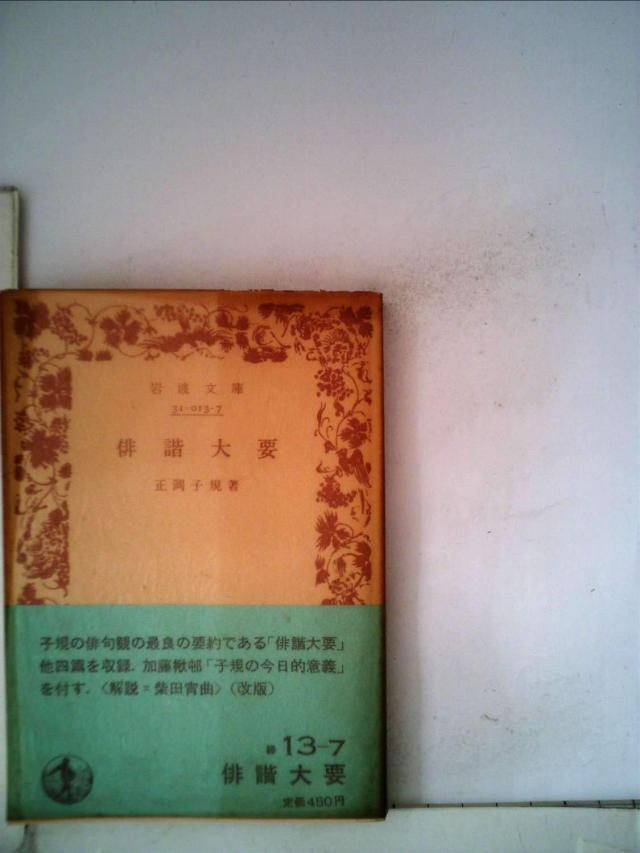 岩波文庫
31-013-7
俳諧大要
正岡子規著
子規の俳句観の最良の要約である「俳諧大要」
他四篇を収録．加藤楸邨「子規の今日的意義」
を付す．〈解説＝柴田宵曲〉（改版）
緑13-7
俳諧大要
定価450円